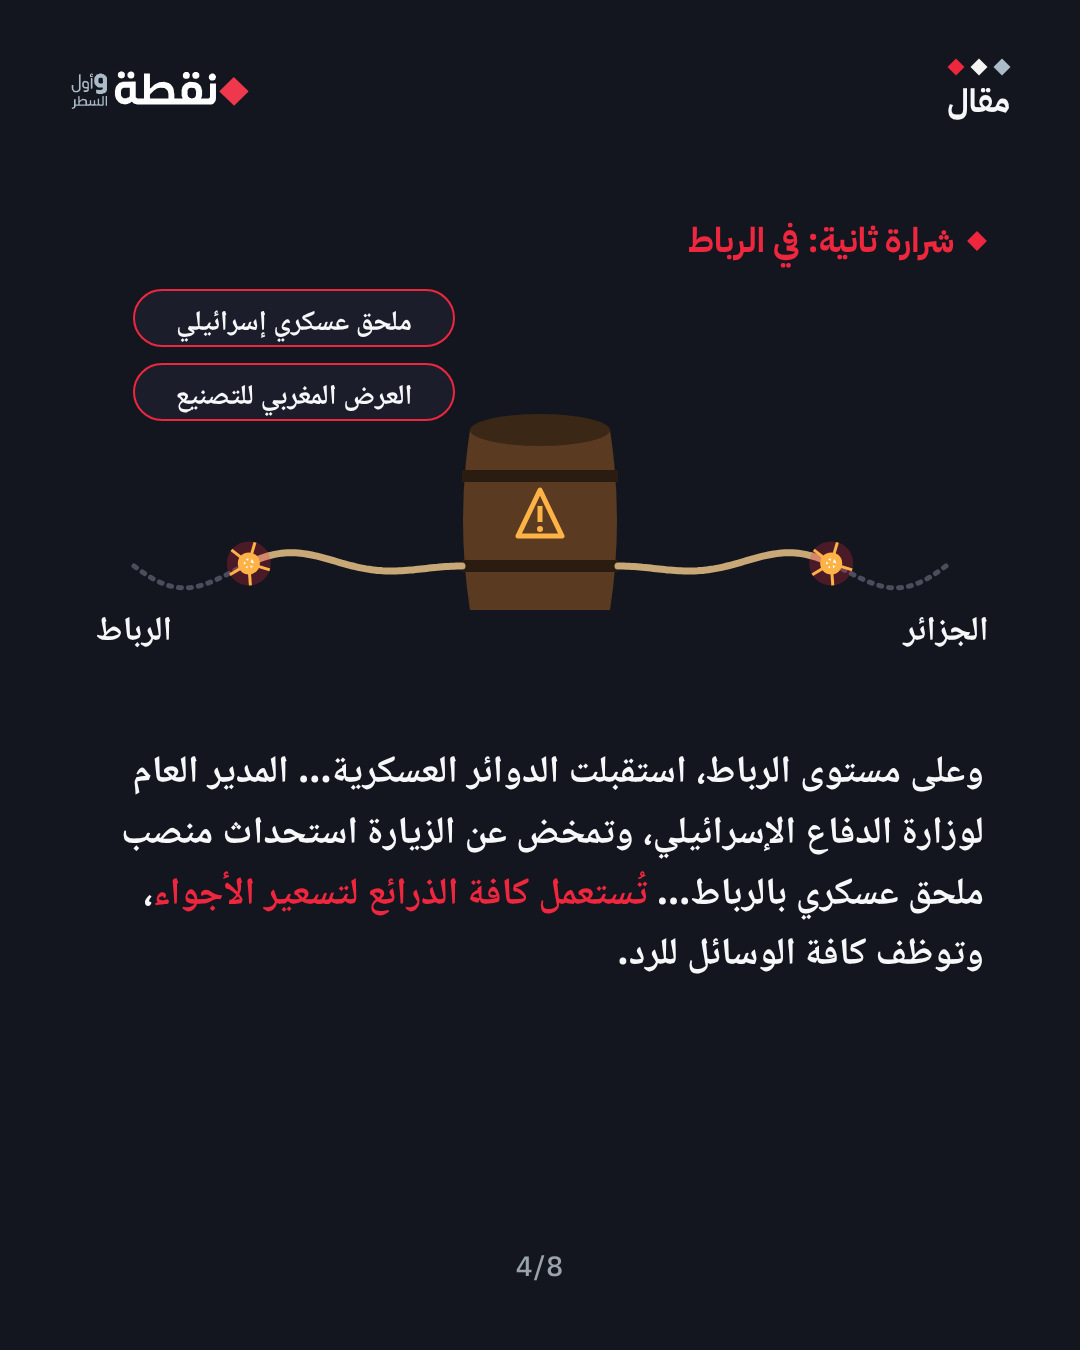 مقال
نقطة وأول السطر
شرارة ثانية: في الرباط
ملحق عسكري إسرائيلي
العرض المغربي للتصنيع
الجزائر
الرباط
وعلى مستوى الرباط، استقبلت الدوائر العسكرية... المدير العام
لوزارة الدفاع الإسرائيلي، وتمخض عن الزيارة استحداث منصب
ملحق عسكري بالرباط... تُستعمل كافة الذرائع لتسعير الأجواء،
وتوظف كافة الوسائل للرد.
4/8